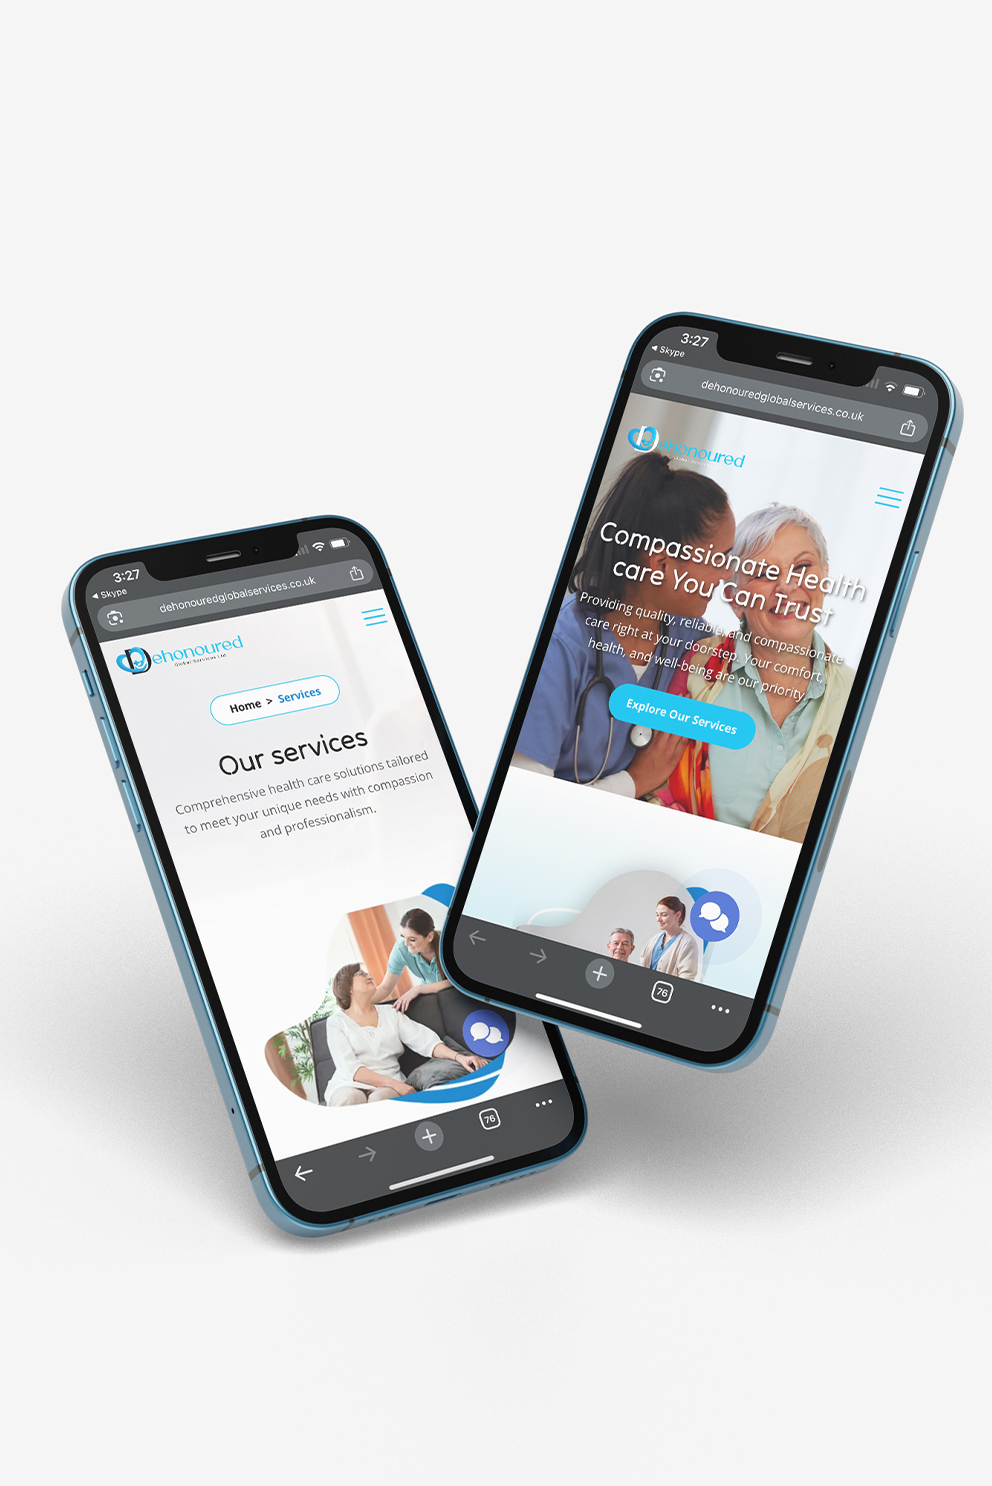 3:27
◀ Skype
dehonouredglobalservices.co.uk
Dehonoured
Global Services Ltd
Home > Services
Our services
Comprehensive health care solutions tailored
to meet your unique needs with compassion
and professionalism.
76
3:27
◀ Skype
dehonouredglobalservices.co.uk
Dehonoured
Compassionate Health
care You Can Trust
Providing quality, reliable, and compassionate
care right at your doorstep. Your comfort,
health, and well-being are our priority.
Explore Our Services
76